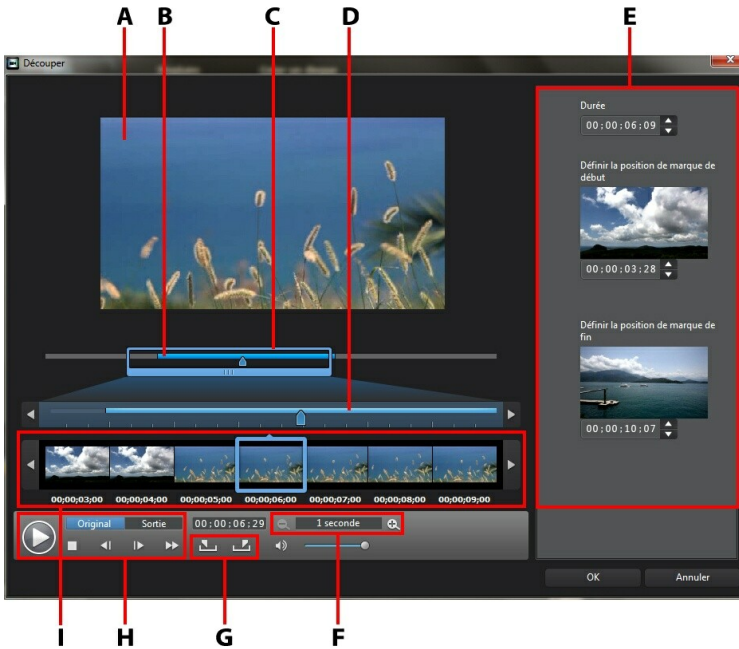 A B C D E
Découper
Durée
00;00;06;09
Définir la position de marque de
début
00;00;03;28
Définir la position de marque de
fin
00;00;10;07
00;00;03;00 00;00;04;00 00;00;05;00 00;00;06;00 00;00;07;00 00;00;08;00 00;00;09;00
Original Sortie 00;00;06;29 1 seconde
OK Annuler
I H G F